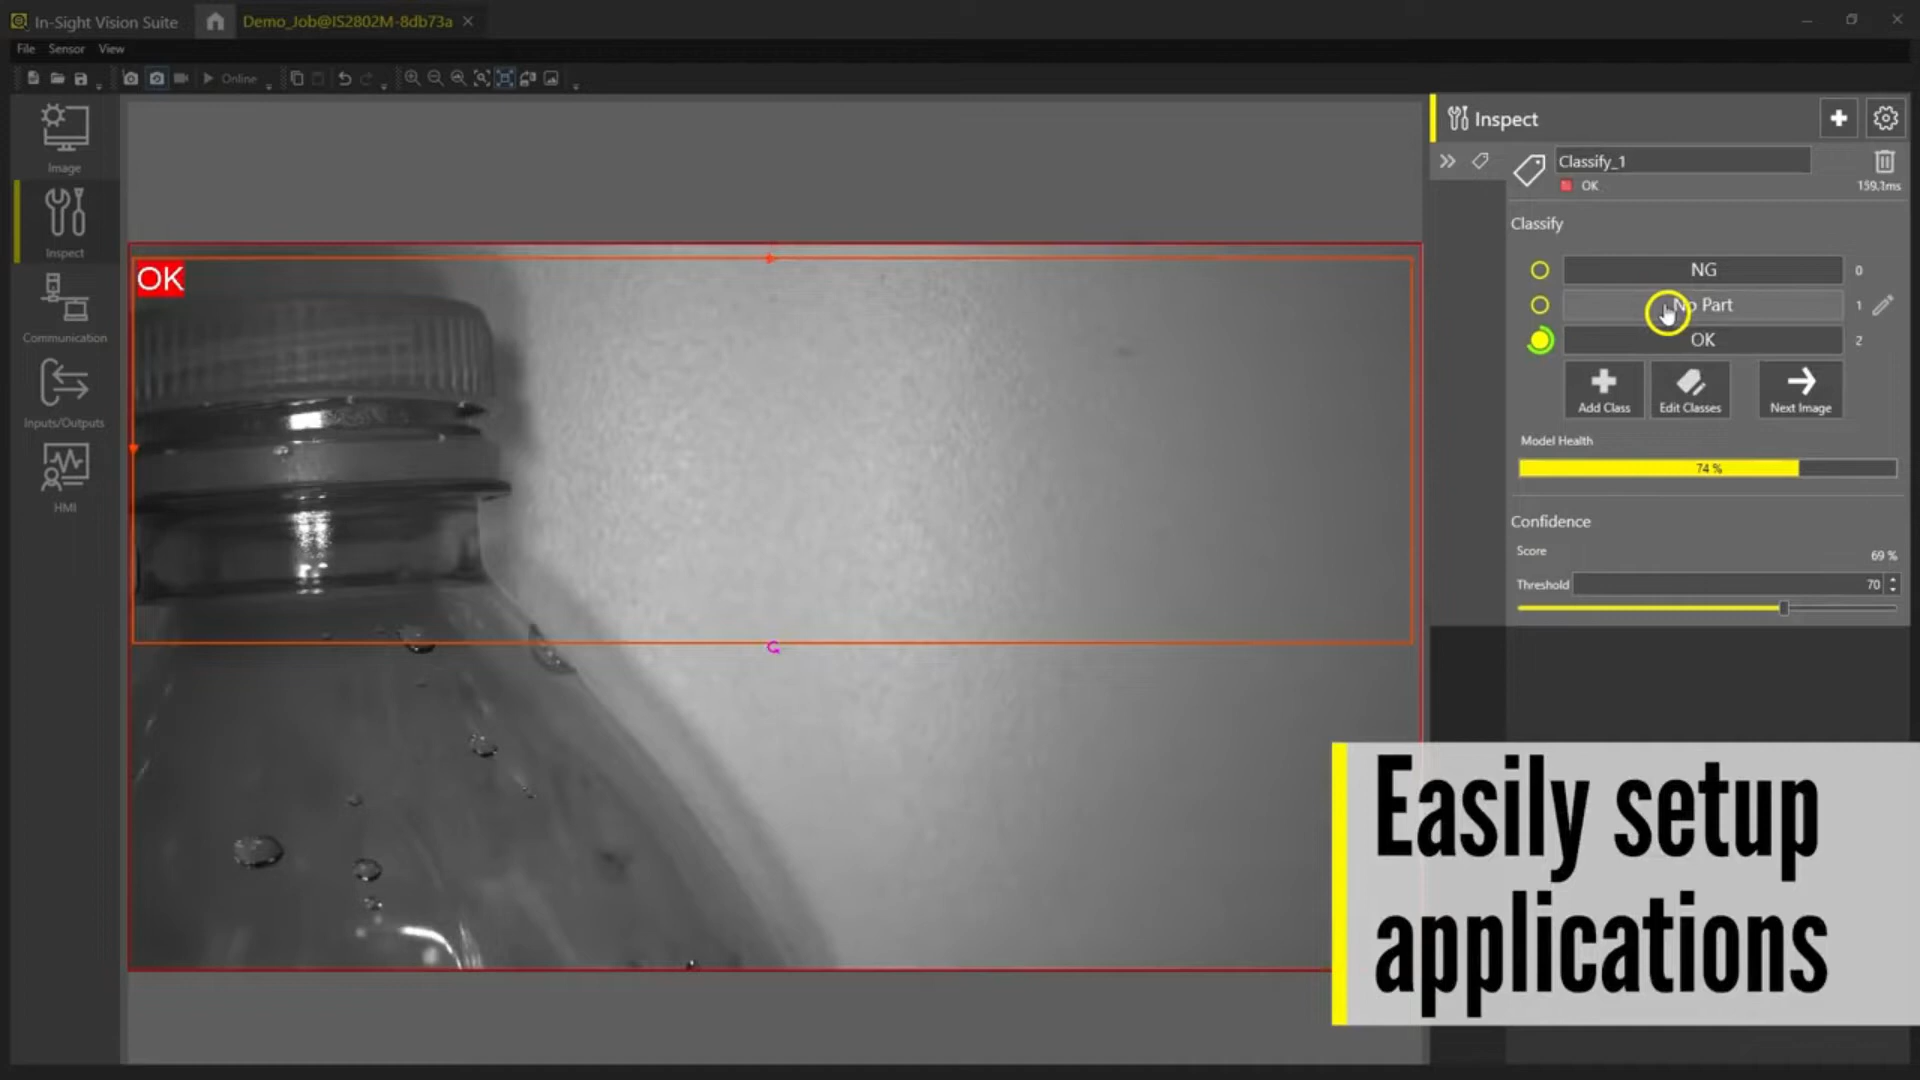 In-Sight Vision Suite
Demo_Job@IS2802M-8db73a
File Sensor View
Online
Image
Inspect
Communication
Inputs/Outputs
HMI
OK
Inspect
Classify_1
OK 159.1ms
Classify
NG 0
No Part 1
OK 2
Add Class Edit Classes Next Image
Model Health
74 %
Confidence
Score 69 %
Threshold 70
Easily setup
applications